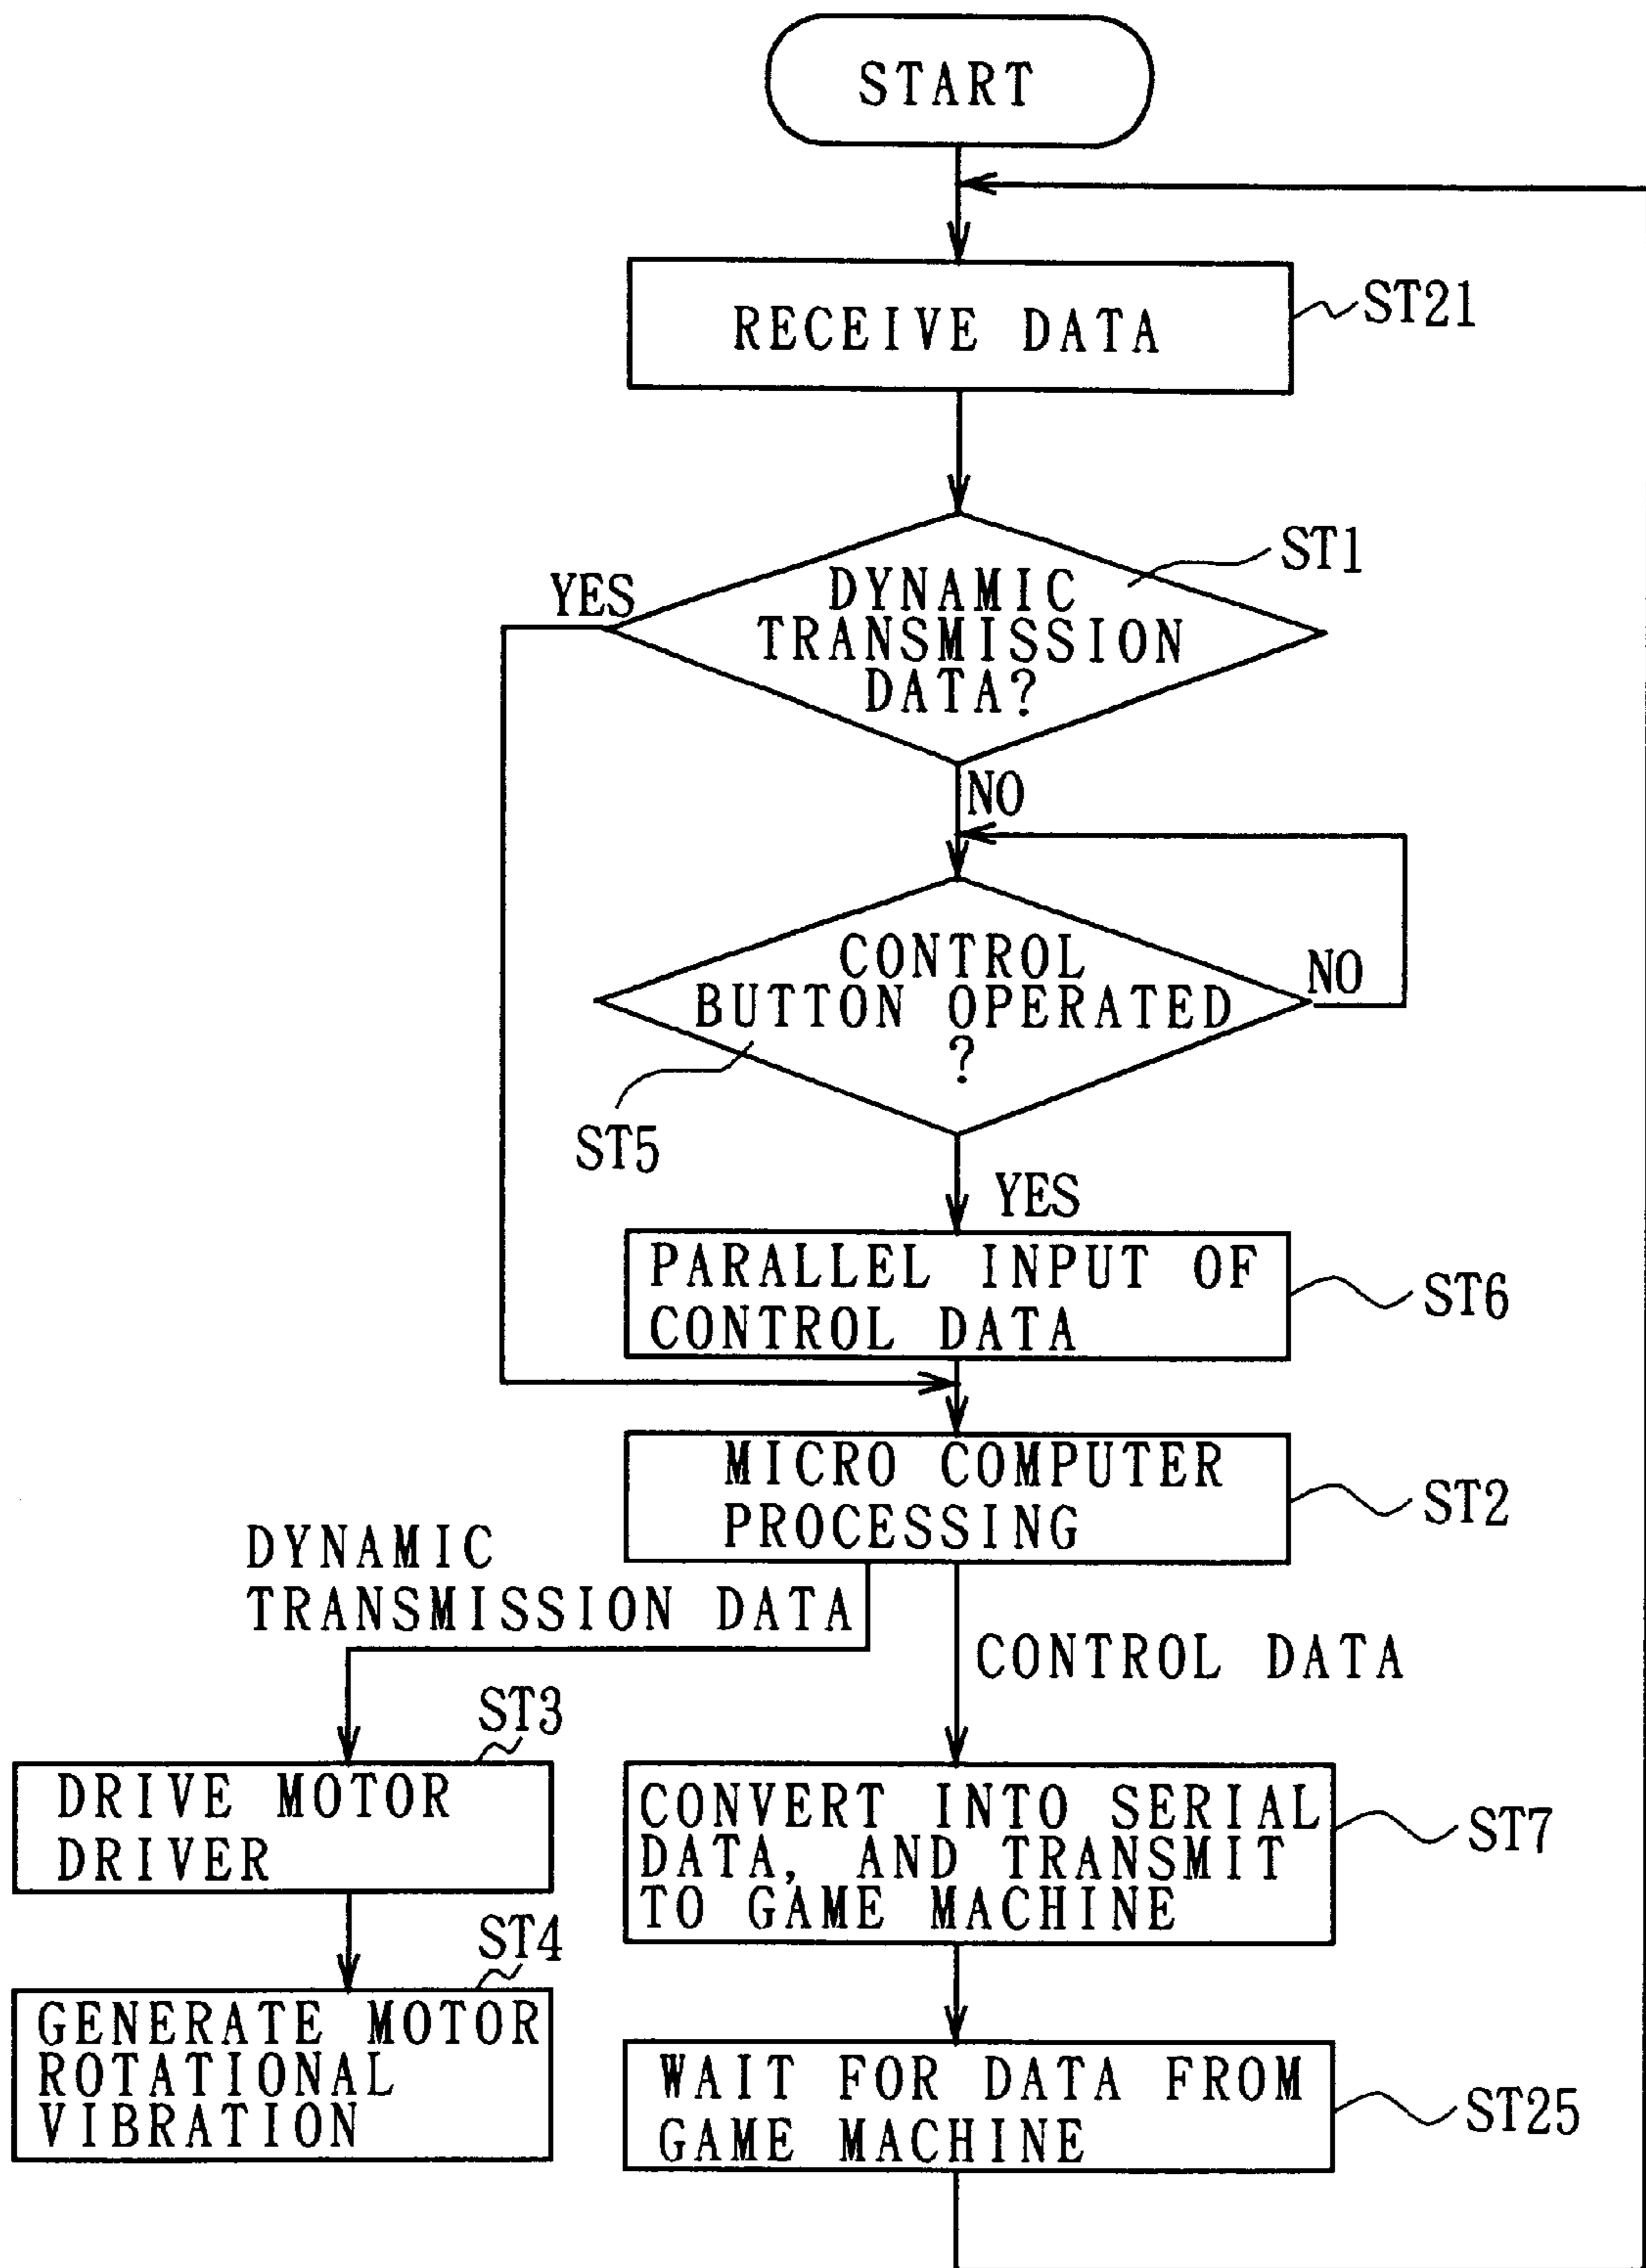 START
RECEIVE DATA
ST21
ST1
YES
DYNAMIC
TRANSMISSION
DATA?
NO
CONTROL
BUTTON OPERATED
?
NO
ST5
YES
PARALLEL INPUT OF
CONTROL DATA
ST6
MICRO COMPUTER
PROCESSING
ST2
DYNAMIC
TRANSMISSION DATA
CONTROL DATA
ST3
DRIVE MOTOR
DRIVER
CONVERT INTO SERIAL
DATA, AND TRANSMIT
TO GAME MACHINE
ST7
ST4
GENERATE MOTOR
ROTATIONAL
VIBRATION
WAIT FOR DATA FROM
GAME MACHINE
ST25